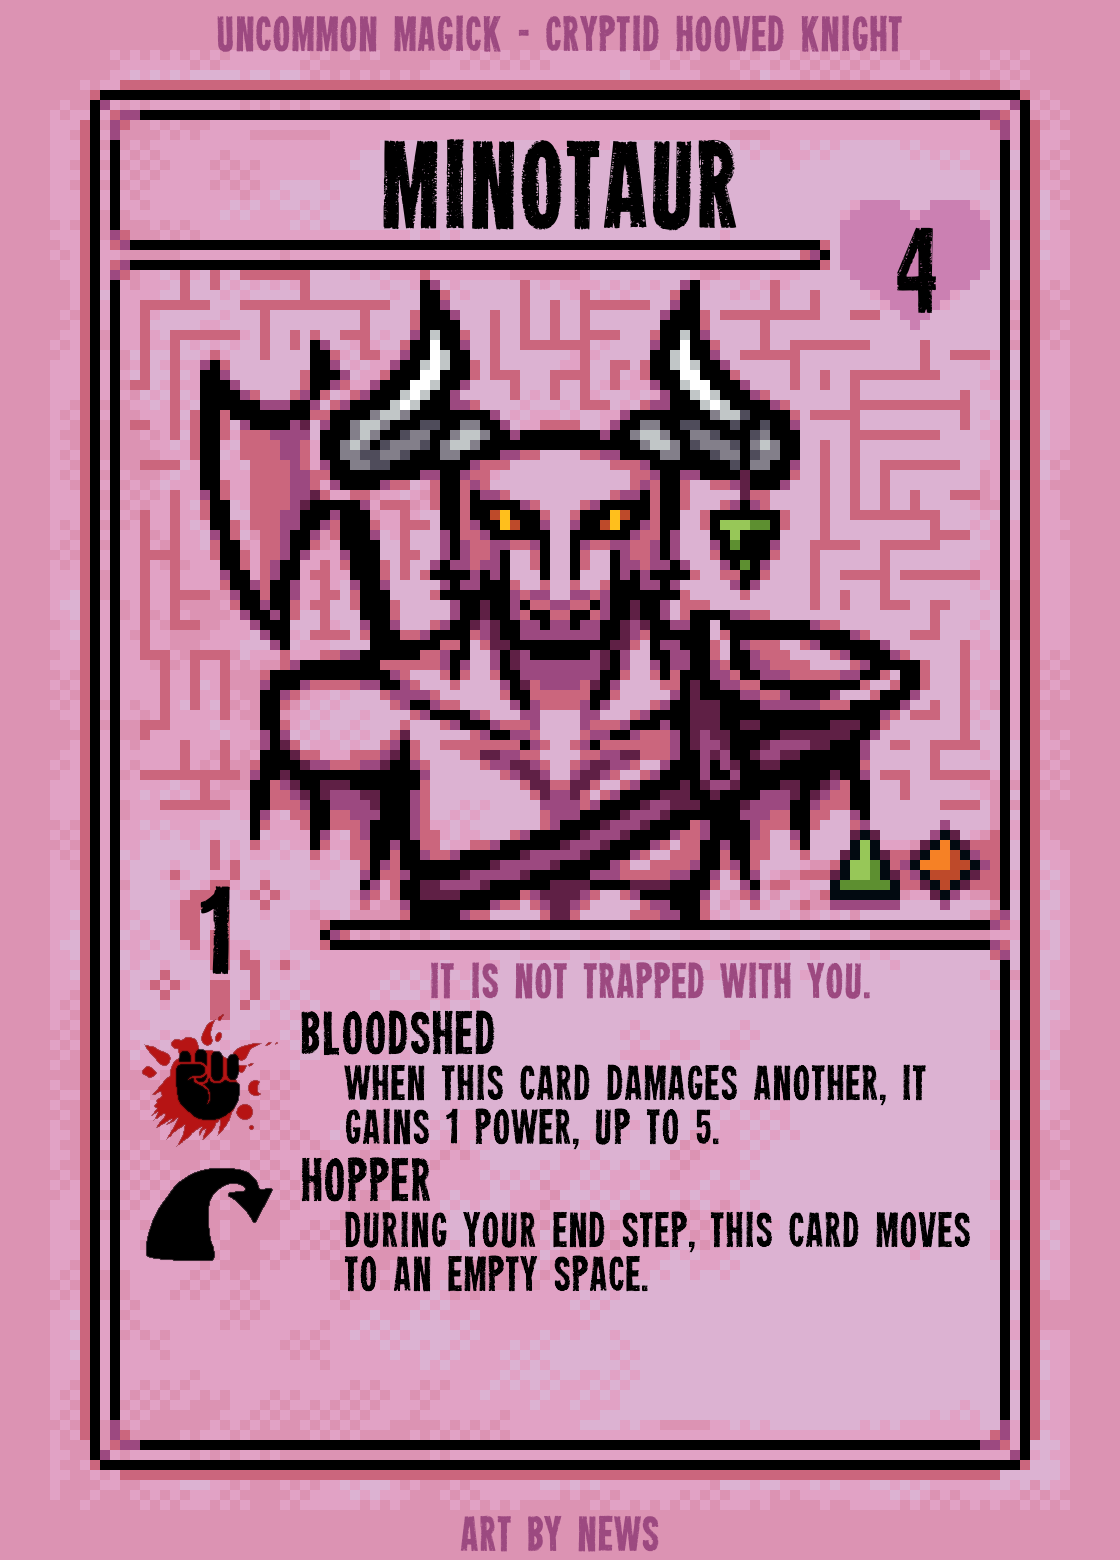 UNCOMMON MAGICK - CRYPTID HOOVED KNIGHT
MINOTAUR
4
1
IT IS NOT TRAPPED WITH YOU.
BLOODSHED
WHEN THIS CARD DAMAGES ANOTHER, IT
GAINS 1 POWER, UP TO 5.
HOPPER
DURING YOUR END STEP, THIS CARD MOVES
TO AN EMPTY SPACE.
ART BY NEWS